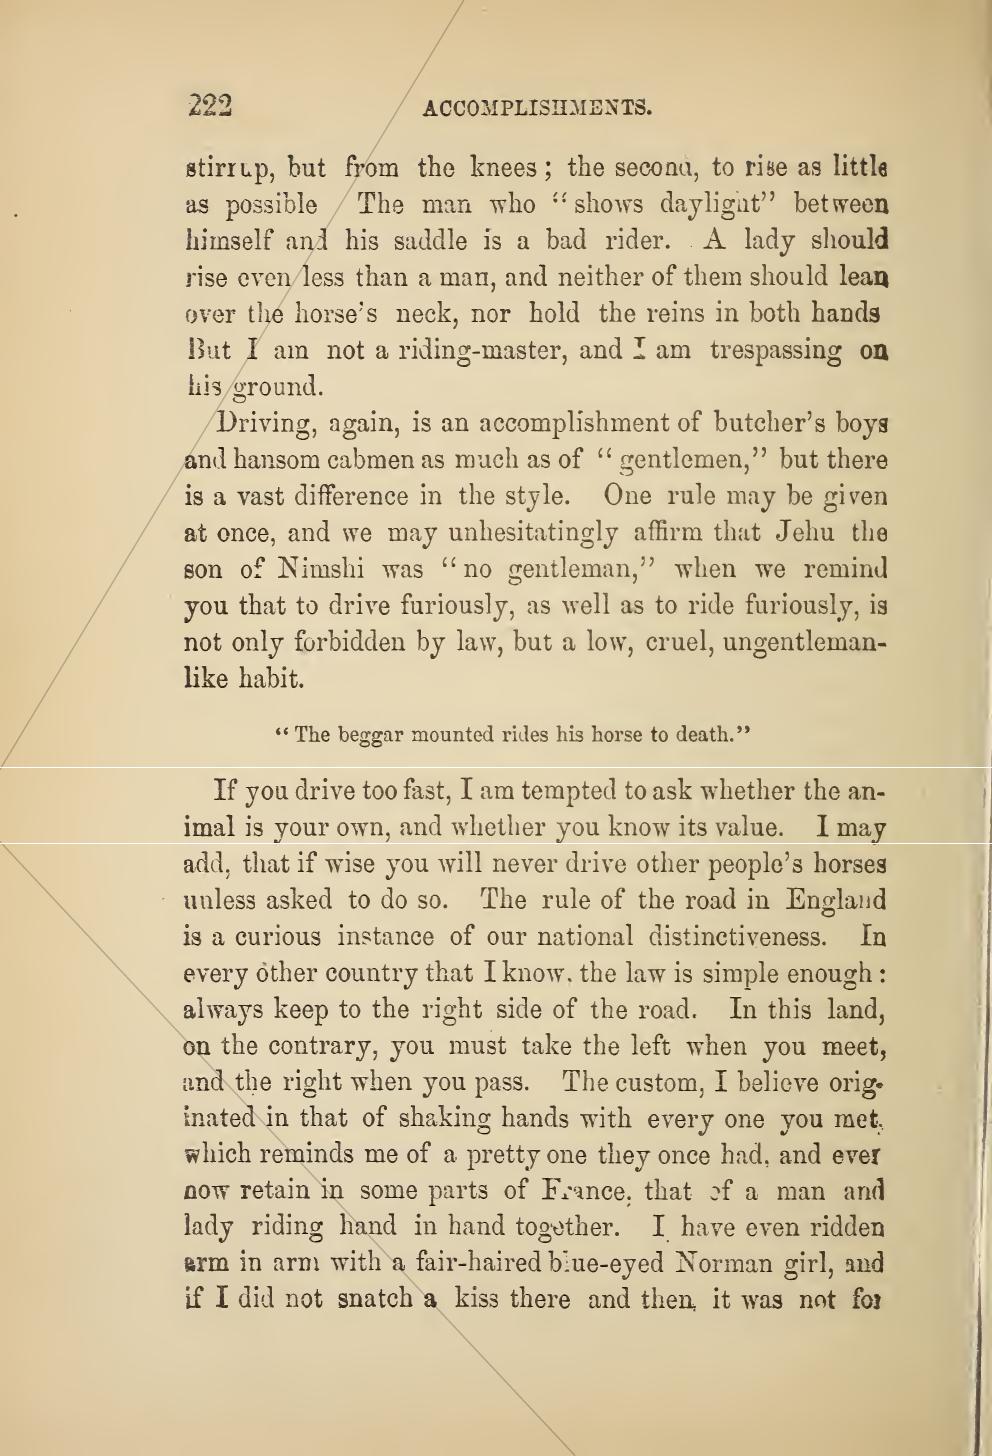 222 ACCOMPLISHMENTS.
stirrup, but from the knees; the second, to rise as little
as possible The man who "shows daylight" between
himself and his saddle is a bad rider. A lady should
rise even less than a man, and neither of them should lean
over the horse's neck, nor hold the reins in both hands
But I am not a riding-master, and I am trespassing on
his ground.
Driving, again, is an accomplishment of butcher's boys
and hansom cabmen as much as of "gentlemen," but there
is a vast difference in the style. One rule may be given
at once, and we may unhesitatingly affirm that Jehu the
son of Nimshi was "no gentleman," when we remind
you that to drive furiously, as well as to ride furiously, is
not only forbidden by law, but a low, cruel, ungentleman-
like habit.
"The beggar mounted rides his horse to death."
If you drive too fast, I am tempted to ask whether the an-
imal is your own, and whether you know its value. I may
add, that if wise you will never drive other people's horses
unless asked to do so. The rule of the road in England
is a curious instance of our national distinctiveness. In
every other country that I know, the law is simple enough:
always keep to the right side of the road. In this land,
on the contrary, you must take the left when you meet,
and the right when you pass. The custom, I believe orig-
inated in that of shaking hands with every one you met,
which reminds me of a pretty one they once had, and ever
now retain in some parts of France, that of a man and
lady riding hand in hand together. I have even ridden
arm in arm with a fair-haired blue-eyed Norman girl, and
if I did not snatch a kiss there and then, it was not for